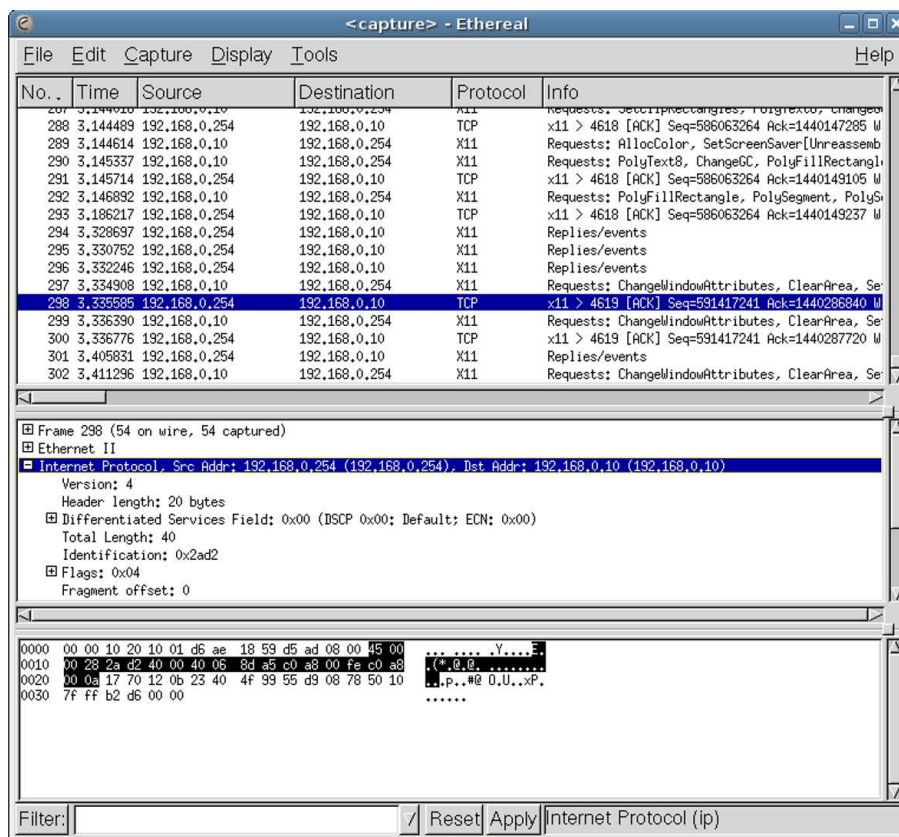 <capture> - Ethereal
File Edit Capture Display Tools Help
No. . Time Source Destination Protocol Info
287 3.144018 192.168.0.10 192.168.0.254 X11 Requests: SetClipRectangles, PolyText8, ChangeG
288 3.144489 192.168.0.254 192.168.0.10 TCP x11 > 4618 [ACK] Seq=586063264 Ack=1440147285 W
289 3.144614 192.168.0.10 192.168.0.254 X11 Requests: AllocColor, SetScreenSaver[Unreassemb
290 3.145337 192.168.0.10 192.168.0.254 X11 Requests: PolyText8, ChangeGC, PolyFillRectangl
291 3.145714 192.168.0.254 192.168.0.10 TCP x11 > 4618 [ACK] Seq=586063264 Ack=1440149105 W
292 3.146892 192.168.0.10 192.168.0.254 X11 Requests: PolyFillRectangle, PolySegment, PolyS
293 3.186217 192.168.0.254 192.168.0.10 TCP x11 > 4618 [ACK] Seq=586063264 Ack=1440149237 W
294 3.328697 192.168.0.254 192.168.0.10 X11 Replies/events
295 3.330752 192.168.0.254 192.168.0.10 X11 Replies/events
296 3.332246 192.168.0.254 192.168.0.10 X11 Replies/events
297 3.334908 192.168.0.10 192.168.0.254 X11 Requests: ChangeWindowAttributes, ClearArea, Se
298 3.335585 192.168.0.254 192.168.0.10 TCP x11 > 4619 [ACK] Seq=591417241 Ack=1440286840 W
299 3.336390 192.168.0.10 192.168.0.254 X11 Requests: ChangeWindowAttributes, ClearArea, Se
300 3.336776 192.168.0.254 192.168.0.10 TCP x11 > 4619 [ACK] Seq=591417241 Ack=1440287720 W
301 3.405831 192.168.0.254 192.168.0.10 X11 Replies/events
302 3.411296 192.168.0.10 192.168.0.254 X11 Requests: ChangeWindowAttributes, ClearArea, Se
Frame 298 (54 on wire, 54 captured)
Ethernet II
Internet Protocol, Src Addr: 192.168.0.254 (192.168.0.254), Dst Addr: 192.168.0.10 (192.168.0.10)
Version: 4
Header length: 20 bytes
Differentiated Services Field: 0x00 (DSCP 0x00: Default; ECN: 0x00)
Total Length: 40
Identification: 0x2ad2
Flags: 0x04
Fragment offset: 0
0000 00 00 10 20 10 01 d6 ae 18 59 d5 ad 08 00 45 00 ... .... .Y....E.
0010 00 28 2a d2 40 00 40 06 8d a5 c0 a8 00 fe c0 a8 .(*.@.@. ........
0020 00 0a 17 70 12 0b 23 40 4f 99 55 d9 08 78 50 10 ...p..#@ O.U..xP.
0030 7f ff b2 d6 00 00 ......
Filter: / Reset Apply Internet Protocol (ip)